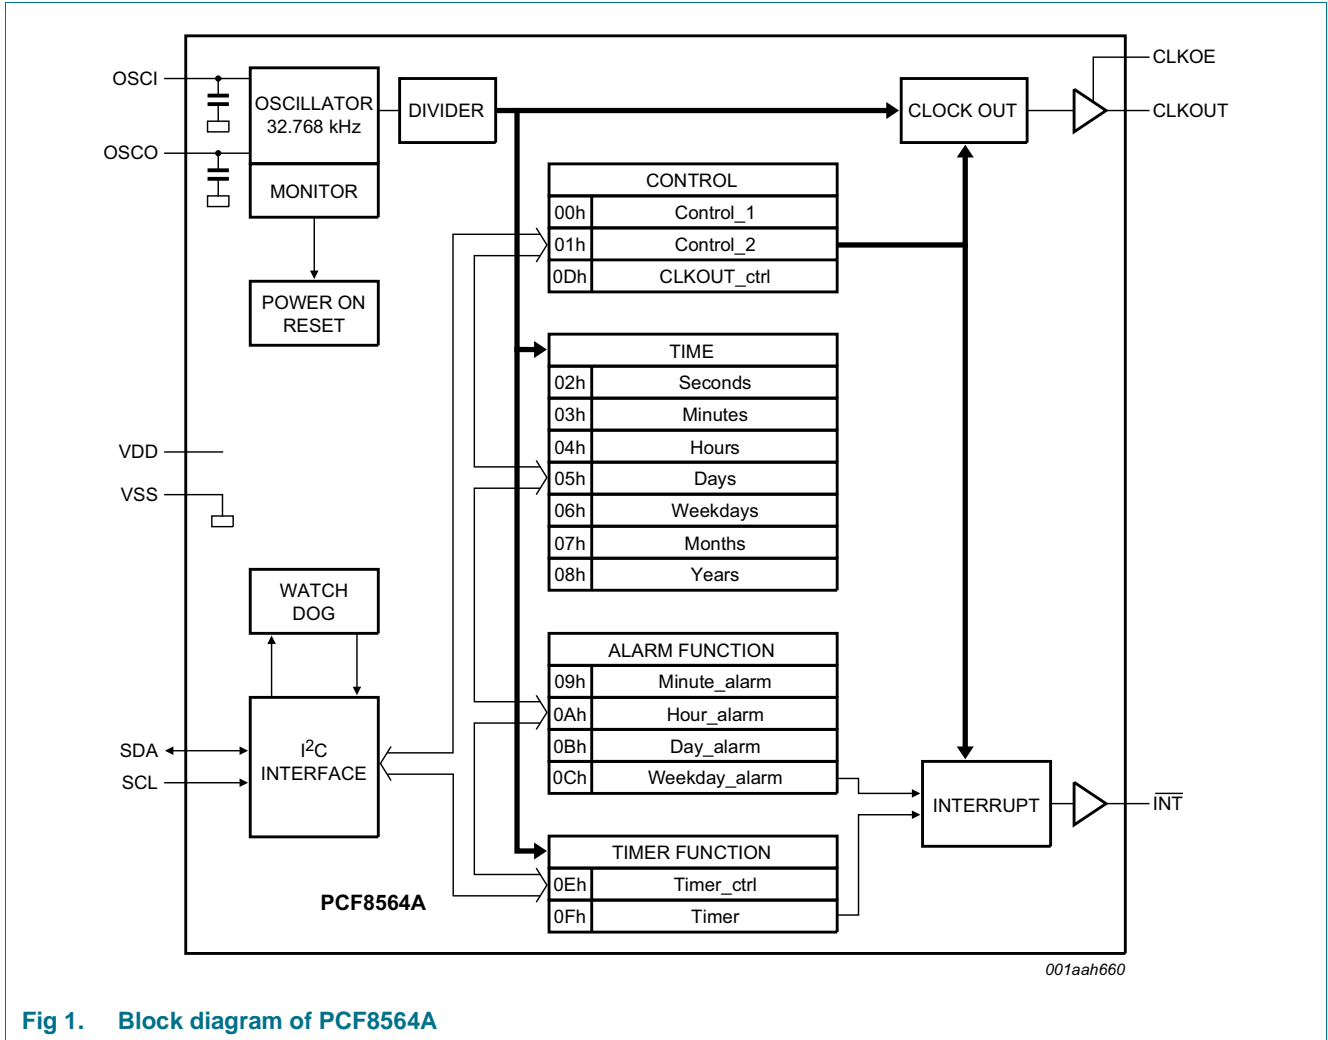 OSCI
OSCO
OSCILLATOR
32.768 kHz
MONITOR
DIVIDER
CLOCK OUT
CLKOE
CLKOUT
POWER ON
RESET
CONTROL
00h Control_1
01h Control_2
0Dh CLKOUT_ctrl
TIME
02h Seconds
03h Minutes
04h Hours
05h Days
06h Weekdays
07h Months
08h Years
VDD
VSS
WATCH
DOG
SDA
SCL
I2C
INTERFACE
ALARM FUNCTION
09h Minute_alarm
0Ah Hour_alarm
0Bh Day_alarm
0Ch Weekday_alarm
INTERRUPT
INT
TIMER FUNCTION
0Eh Timer_ctrl
0Fh Timer
PCF8564A
001aah660
Fig 1. Block diagram of PCF8564A